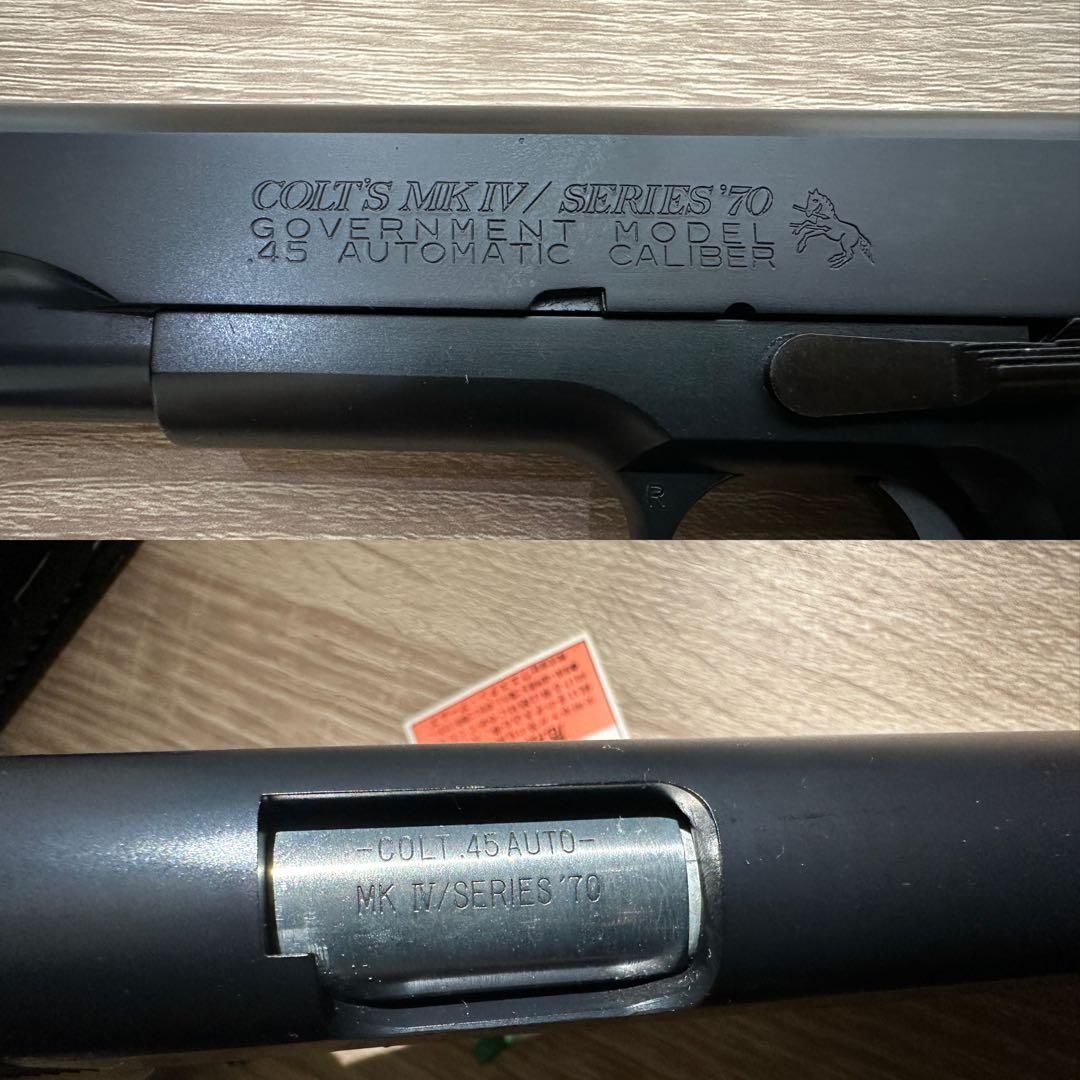 COLT'S MK IV/ SERIES '70
GOVERNMENT MODEL
.45 AUTOMATIC CALIBER
R
-COLT .45 AUTO-
MK IV/SERIES '70